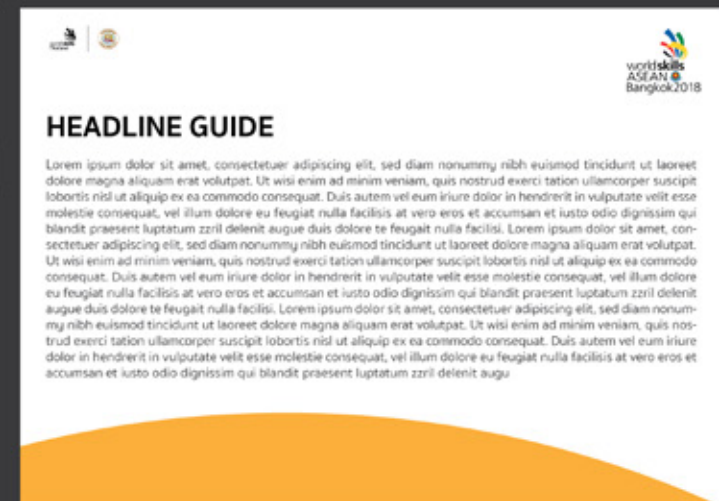 worldskills
ASEAN
Bangkok2018
HEADLINE GUIDE
Lorem ipsum dolor sit amet, consectetuer adipiscing elit, sed diam nonummy nibh euismod tincidunt ut laoreet
dolore magna aliquam erat volutpat. Ut wisi enim ad minim veniam, quis nostrud exerci tation ullamcorper suscipit
lobortis nisl ut aliquip ex ea commodo consequat. Duis autem vel eum iriure dolor in hendrerit in vulputate velit esse
molestie consequat, vel illum dolore eu feugiat nulla facilisis at vero eros et accumsan et iusto odio dignissim qui
blandit praesent luptatum zzril delenit augue duis dolore te feugait nulla facilisi. Lorem ipsum dolor sit amet, con-
sectetuer adipiscing elit, sed diam nonummy nibh euismod tincidunt ut laoreet dolore magna aliquam erat volutpat.
Ut wisi enim ad minim veniam, quis nostrud exerci tation ullamcorper suscipit lobortis nisl ut aliquip ex ea commodo
consequat. Duis autem vel eum iriure dolor in hendrerit in vulputate velit esse molestie consequat, vel illum dolore
eu feugiat nulla facilisis at vero eros et accumsan et iusto odio dignissim qui blandit praesent luptatum zzril delenit
augue duis dolore te feugait nulla facilisi. Lorem ipsum dolor sit amet, consectetuer adipiscing elit, sed diam nonum-
my nibh euismod tincidunt ut laoreet dolore magna aliquam erat volutpat. Ut wisi enim ad minim veniam, quis nos-
trud exerci tation ullamcorper suscipit lobortis nisl ut aliquip ex ea commodo consequat. Duis autem vel eum iriure
dolor in hendrerit in vulputate velit esse molestie consequat, vel illum dolore eu feugiat nulla facilisis at vero eros et
accumsan et iusto odio dignissim qui blandit praesent luptatum zzril delenit augu